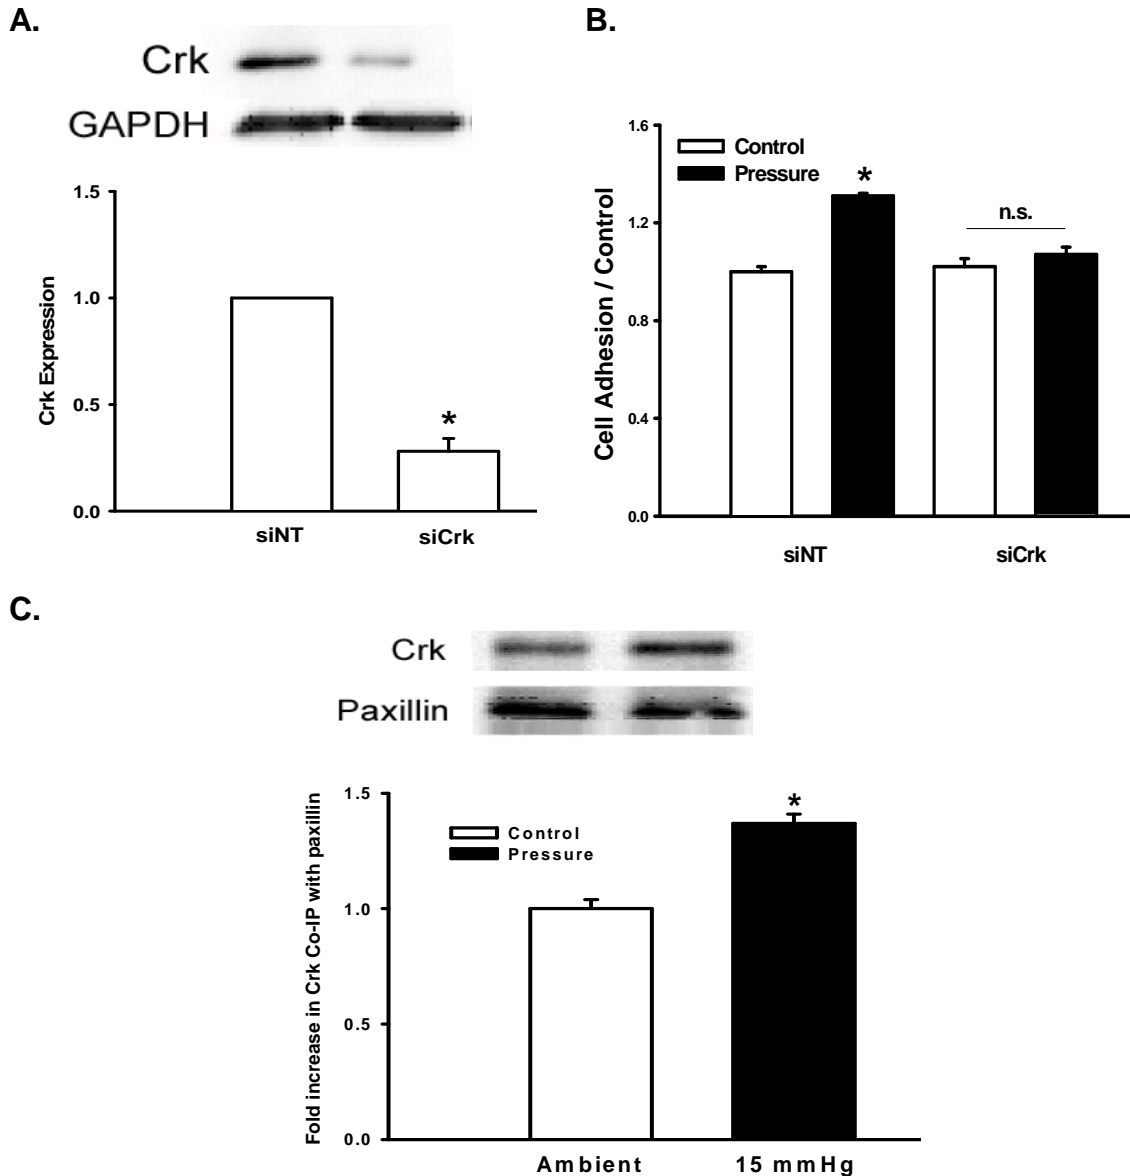 A.
Crk
GAPDH
1.5
1.0
0.5
0.0
Crk Expression
*
siNT
siCrk
B.
1.6
1.2
0.8
0.4
0.0
Cell Adhesion / Control
Control
Pressure
*
n.s.
siNT
siCrk
C.
Crk
Paxillin
1.5
1.0
0.5
0.0
Fold increase in Crk Co-IP with paxillin
Control
Pressure
*
Ambient
15 mmHg